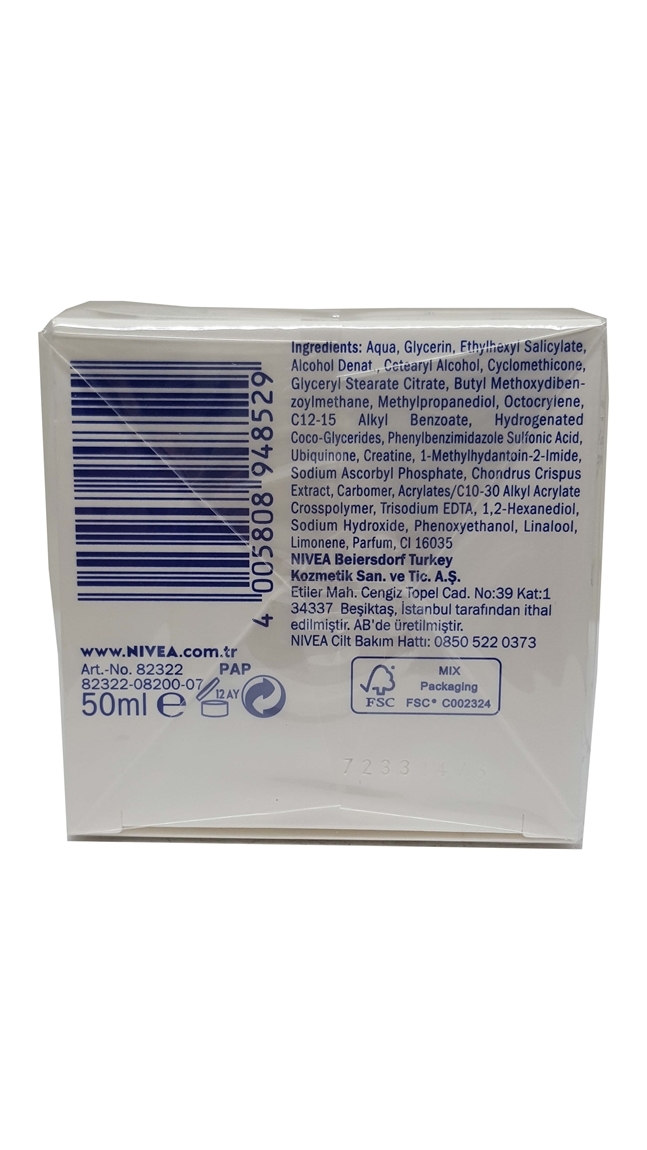 Ingredients: Aqua, Glycerin, Ethylhexyl Salicylate,
Alcohol Denat., Cetearyl Alcohol, Cyclomethicone,
Glyceryl Stearate Citrate, Butyl Methoxydiben-
zoylmethane, Methylpropanediol, Octocrylene,
C12-15 Alkyl Benzoate, Hydrogenated
Coco-Glycerides, Phenylbenzimidazole Sulfonic Acid,
Ubiquinone, Creatine, 1-Methylhydantoin-2-Imide,
Sodium Ascorbyl Phosphate, Chondrus Crispus
Extract, Carbomer, Acrylates/C10-30 Alkyl Acrylate
Crosspolymer, Trisodium EDTA, 1,2-Hexanediol,
Sodium Hydroxide, Phenoxyethanol, Linalool,
Limonene, Parfum, CI 16035
NIVEA Beiersdorf Turkey
Kozmetik San. ve Tic. A.Ş.
Etiler Mah. Cengiz Topel Cad. No:39 Kat:1
34337 Beşiktaş, İstanbul tarafından ithal
edilmiştir. AB'de üretilmiştir.
NIVEA Cilt Bakım Hattı: 0850 522 0373
4 005808 948529
www.NIVEA.com.tr
Art.-No. 82322 PAP
82322-08200-07
50ml e 12 AY
FSC
MIX
Packaging
FSC® C002324
7233